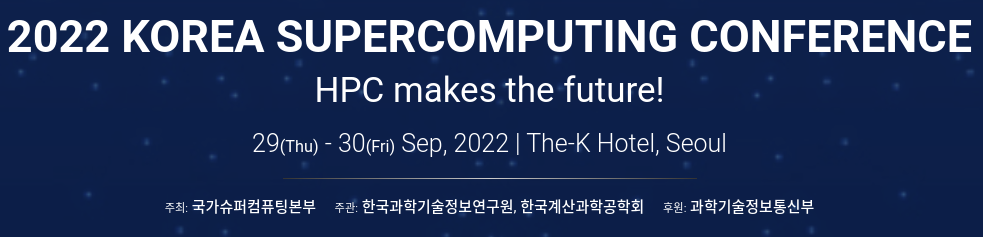 2022 KOREA SUPERCOMPUTING CONFERENCE
HPC makes the future!
29(Thu) - 30(Fri) Sep, 2022 | The-K Hotel, Seoul
주최: 국가슈퍼컴퓨팅본부 주관: 한국과학기술정보연구원, 한국계산과학공학회 후원: 과학기술정보통신부